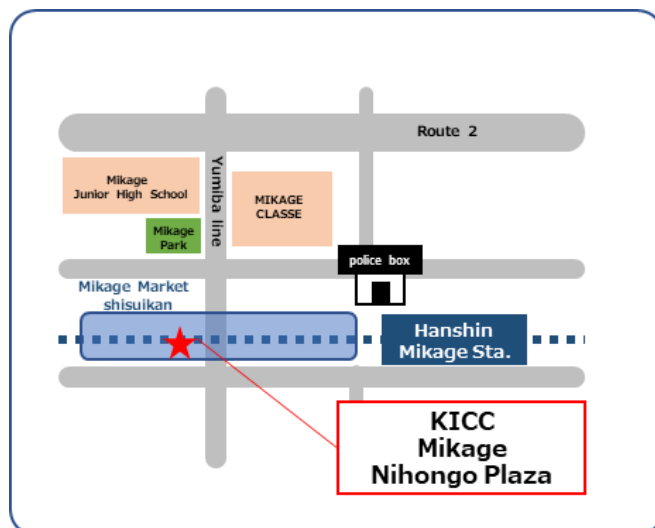 Route 2
Mikage
Junior High School
Yumiba line
MIKAGE
CLASSE
Mikage
Park
police box
Mikage Market
shisuikan
Hanshin
Mikage Sta.
KICC
Mikage
Nihongo Plaza